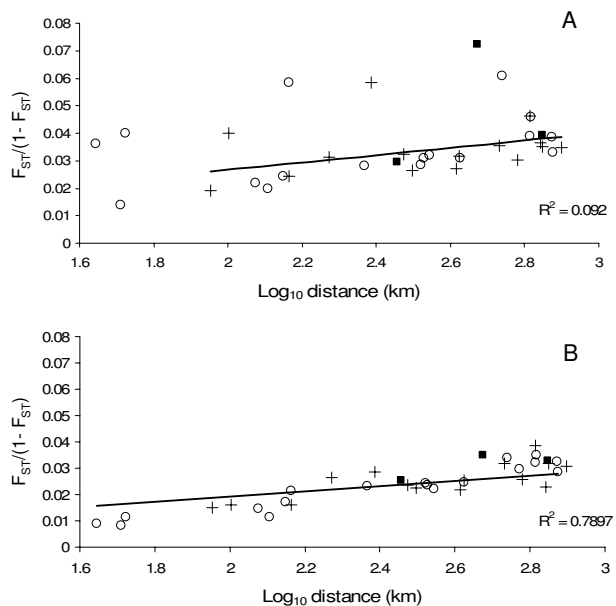 A
0.08
0.07
0.06
0.05
0.04
0.03
0.02
0.01
0
F_ST/(1- F_ST)
R² = 0.092
1.6 1.8 2 2.2 2.4 2.6 2.8 3
Log₁₀ distance (km)
B
0.08
0.07
0.06
0.05
0.04
0.03
0.02
0.01
0
F_ST/(1- F_ST)
R² = 0.7897
1.6 1.8 2 2.2 2.4 2.6 2.8 3
Log₁₀ distance (km)